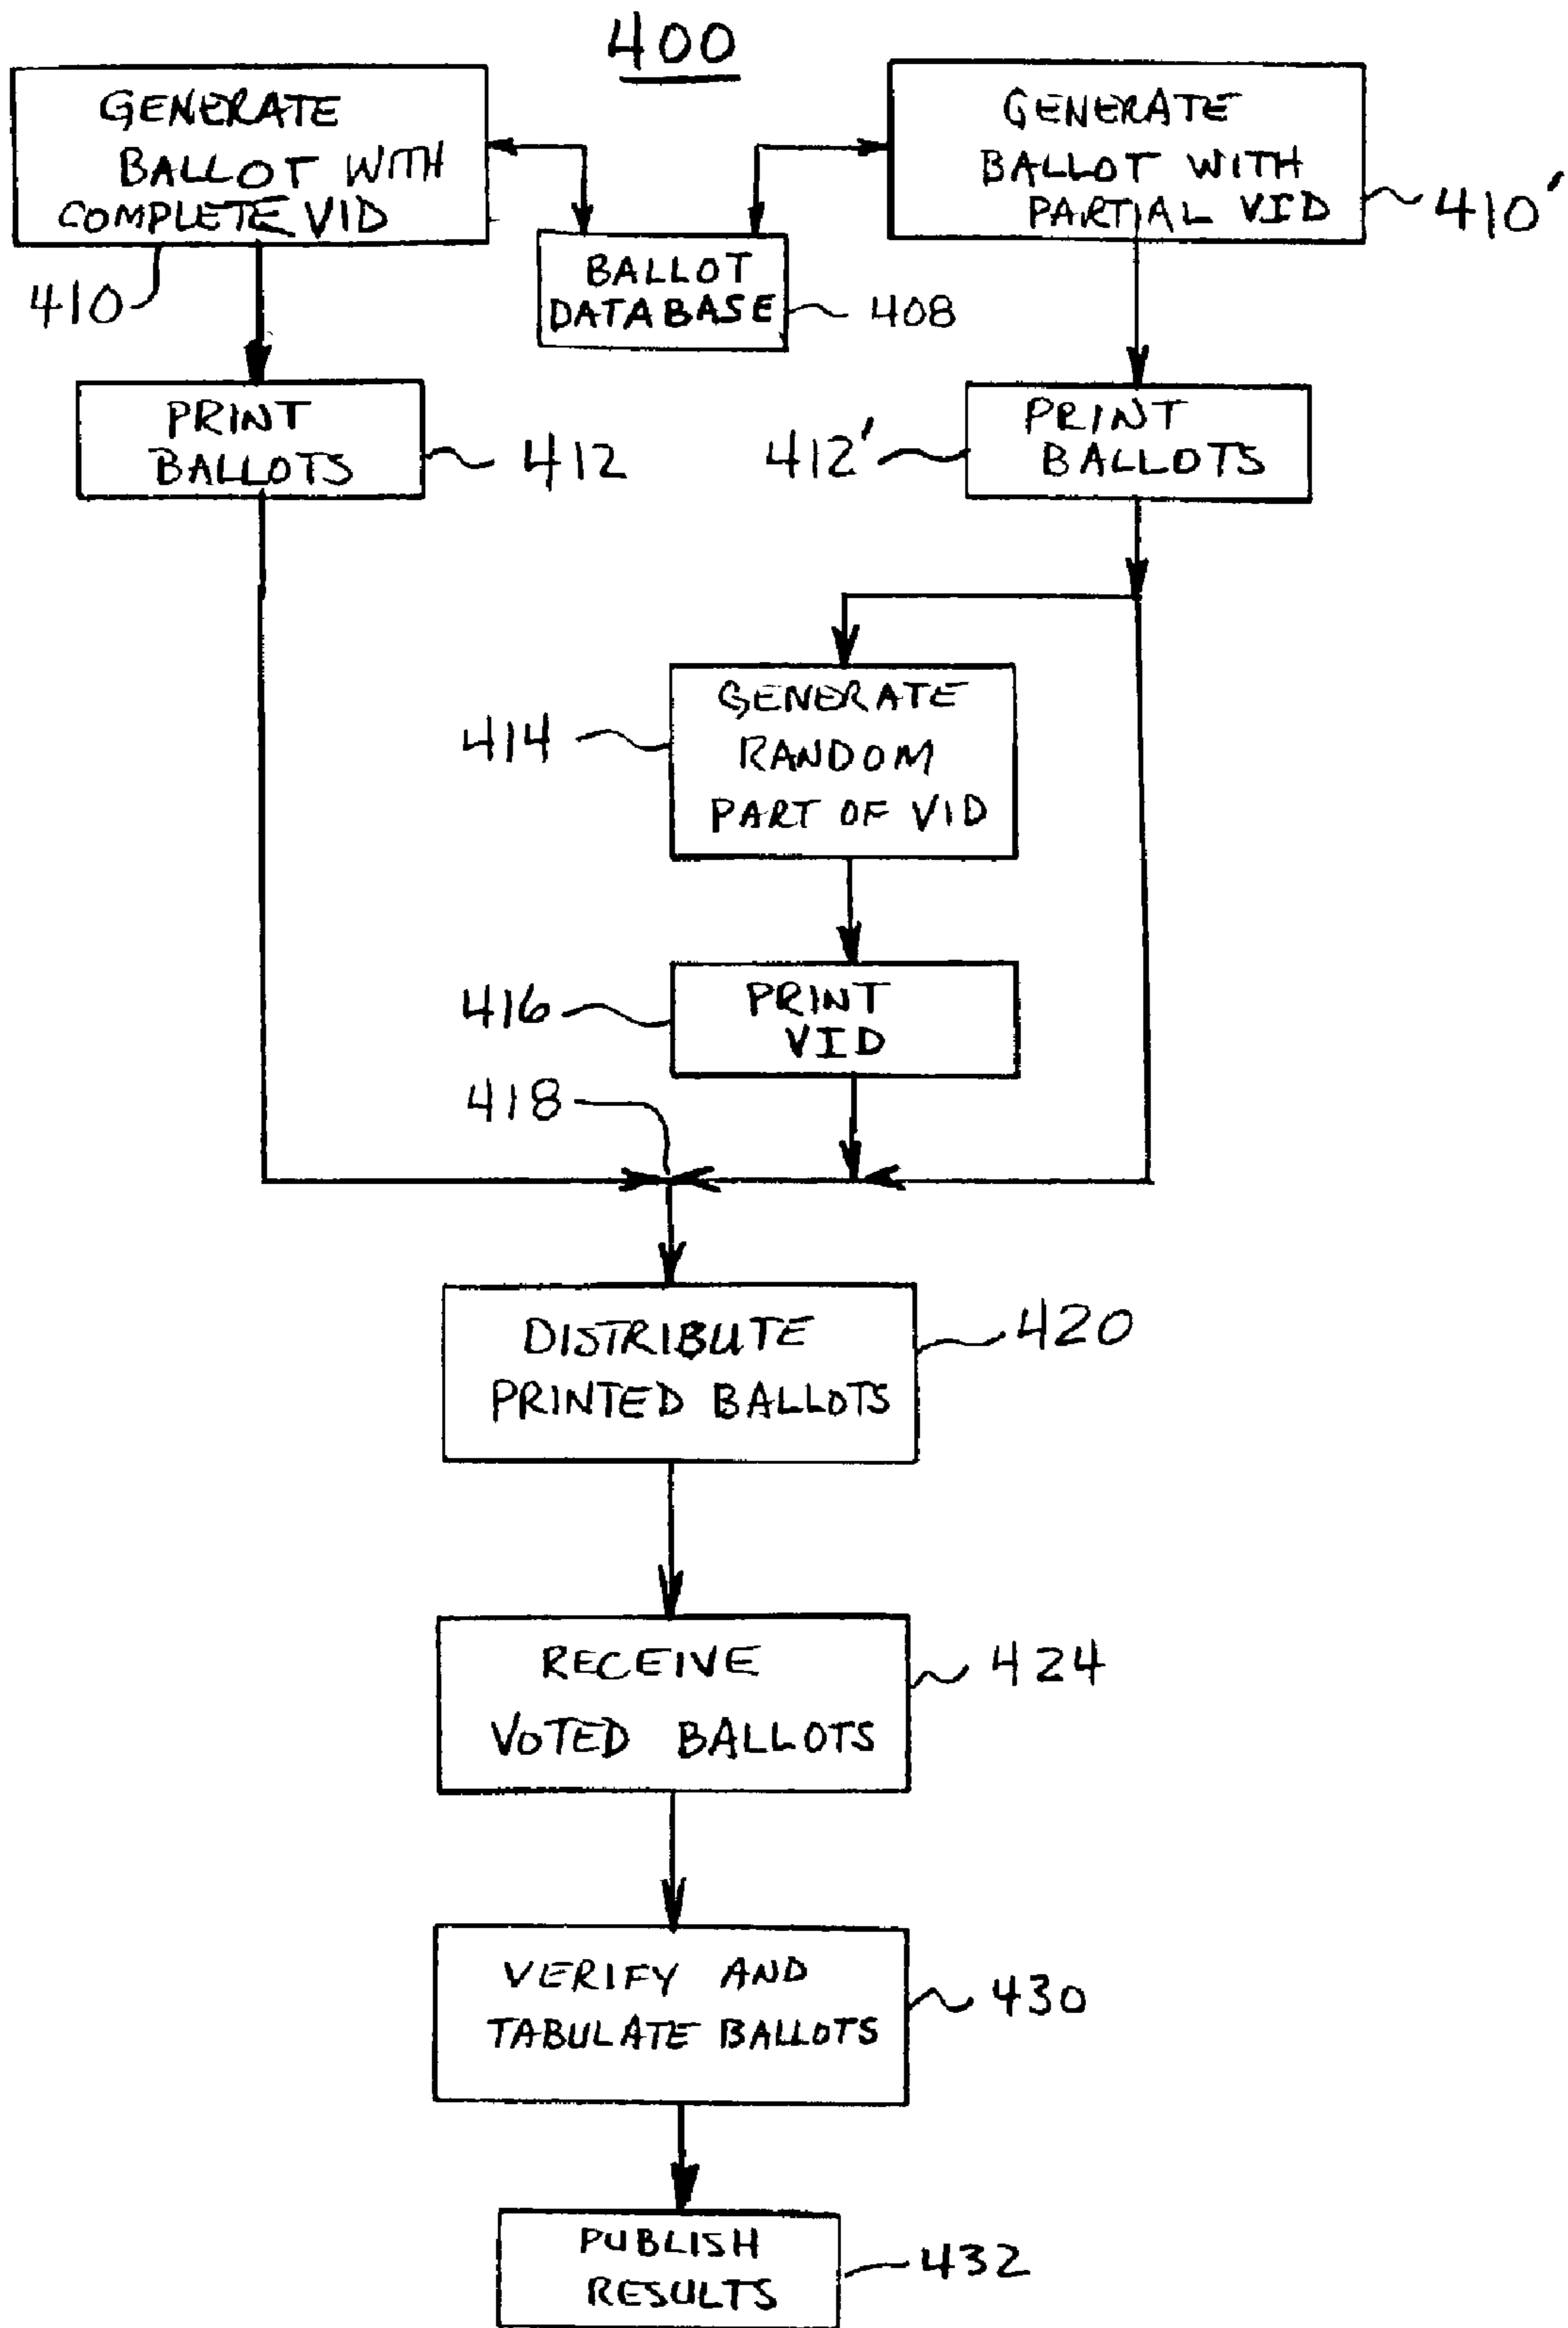 400
GENERATE
BALLOT WITH
COMPLETE VID
410
BALLOT
DATABASE
408
GENERATE
BALLOT WITH
PARTIAL VID
410'
PRINT
BALLOTS
412
412'
PRINT
BALLOTS
414
GENERATE
RANDOM
PART OF VID
416
PRINT
VID
418
DISTRIBUTE
PRINTED BALLOTS
420
RECEIVE
VOTED BALLOTS
424
VERIFY AND
TABULATE BALLOTS
430
PUBLISH
RESULTS
432